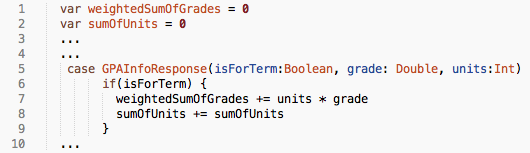 1 var weightedSumOfGrades = 0
2 var sumOfUnits = 0
3 ...
4 ...
5 case GPAInfoResponse(isForTerm:Boolean, grade: Double, units:Int)
6 if(isForTerm) {
7 weightedSumOfGrades += units * grade
8 sumOfUnits += sumOfUnits
9 }
10 ...